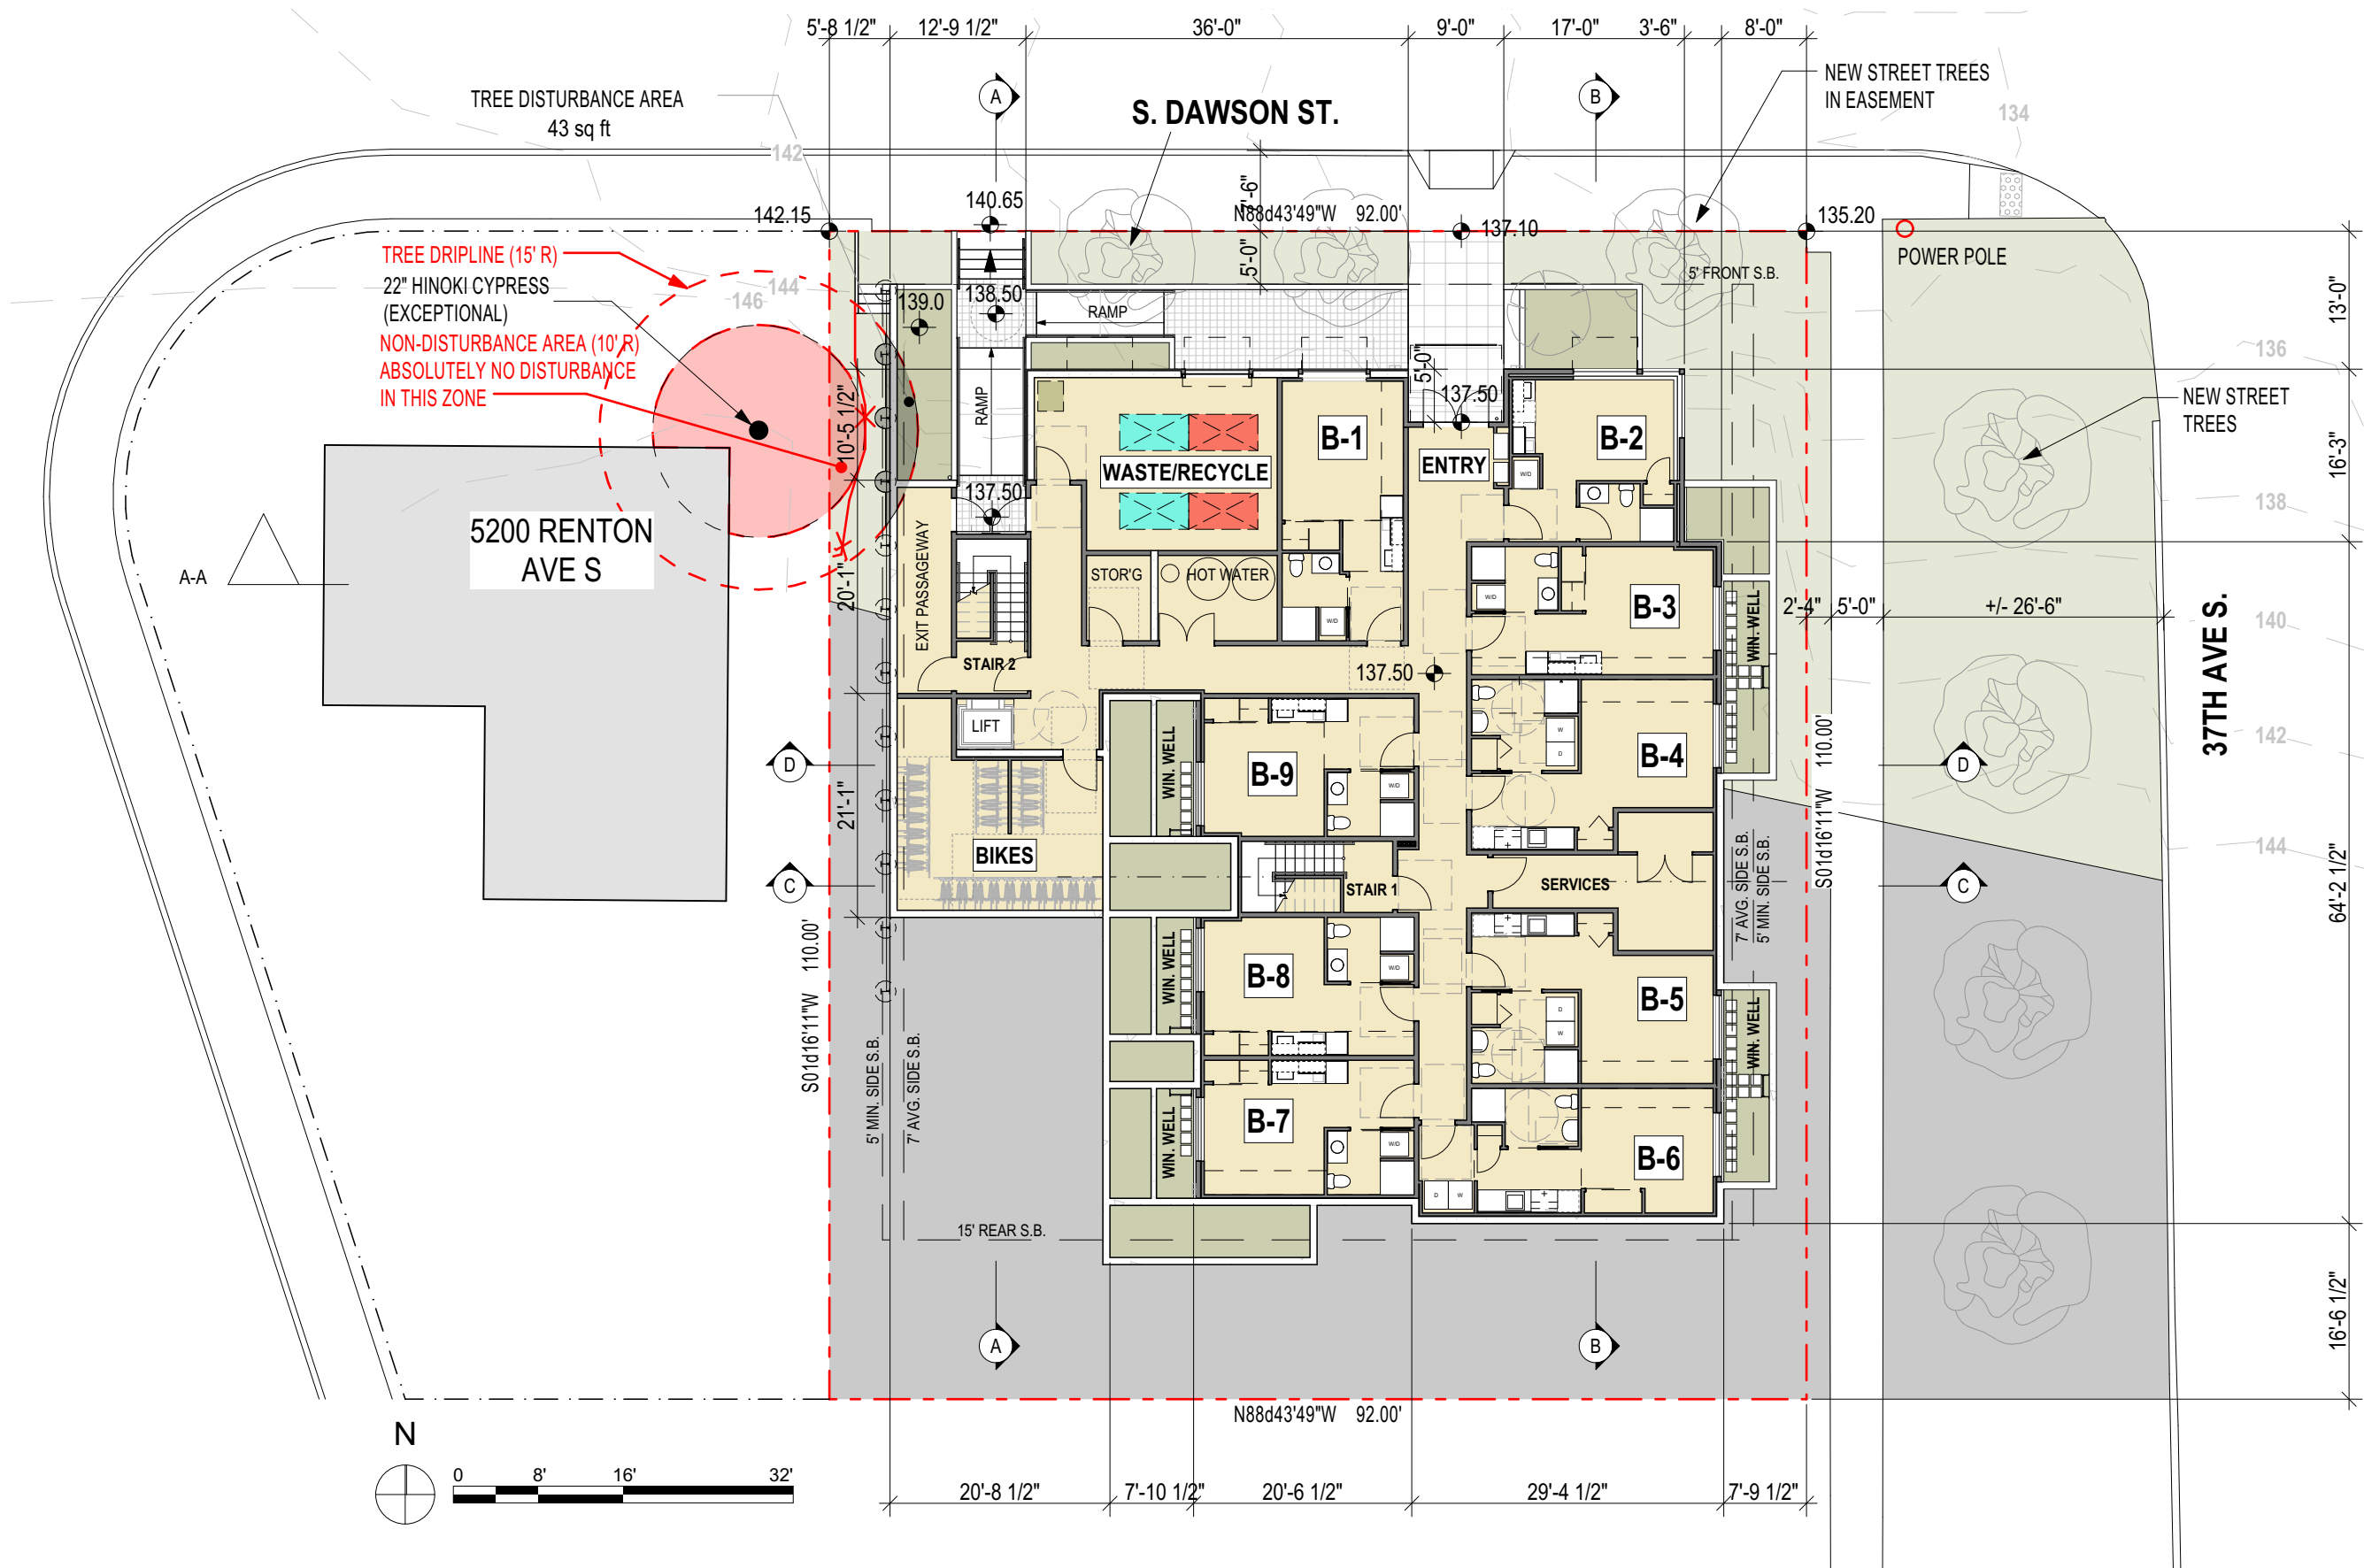 5'-8 1/2"
12'-9 1/2"
36'-0"
9'-0"
17'-0"
3'-6"
8'-0"
TREE DISTURBANCE AREA
43 sq ft
A
S. DAWSON ST.
B
NEW STREET TREES
IN EASEMENT
134
142
7'-6"
142.15
140.65
N88d43'49"W 92.00'
137.10
135.20
POWER POLE
TREE DRIPLINE (15' R)
22" HINOKI CYPRESS
(EXCEPTIONAL)
NON-DISTURBANCE AREA (10' R)
ABSOLUTELY NO DISTURBANCE
IN THIS ZONE
144
146
139.0
138.50
RAMP
5'-0"
5' FRONT S.B.
13'-0"
136
RAMP
10'-5 1/2"
5'-0"
137.50
NEW STREET
TREES
B-1
B-2
WASTE/RECYCLE
ENTRY
W/D
16'-3"
137.50
138
5200 RENTON
AVE S
A-A
EXIT PASSAGEWAY
20'-1"
STOR'G
HOT WATER
W/D
W/D
B-3
WIN. WELL
2'-4"
5'-0"
+/- 26'-6"
140
37TH AVE S.
STAIR 2
137.50
LIFT
WIN. WELL
B-9
W/D
W
D
B-4
S01d16'11"W 110.00'
142
D
D
21'-1"
BIKES
STAIR 1
SERVICES
7' AVG. SIDE S.B.
5' MIN. SIDE S.B.
144
C
C
64'-2 1/2"
S01d16'11"W 110.00'
WIN. WELL
B-8
W/D
D
W
B-5
WIN. WELL
5' MIN. SIDE S.B.
7' AVG. SIDE S.B.
WIN. WELL
B-7
W/D
B-6
D
W
15' REAR S.B.
16'-6 1/2"
A
B
N88d43'49"W 92.00'
N
0
8'
16'
32'
20'-8 1/2"
7'-10 1/2"
20'-6 1/2"
29'-4 1/2"
7'-9 1/2"